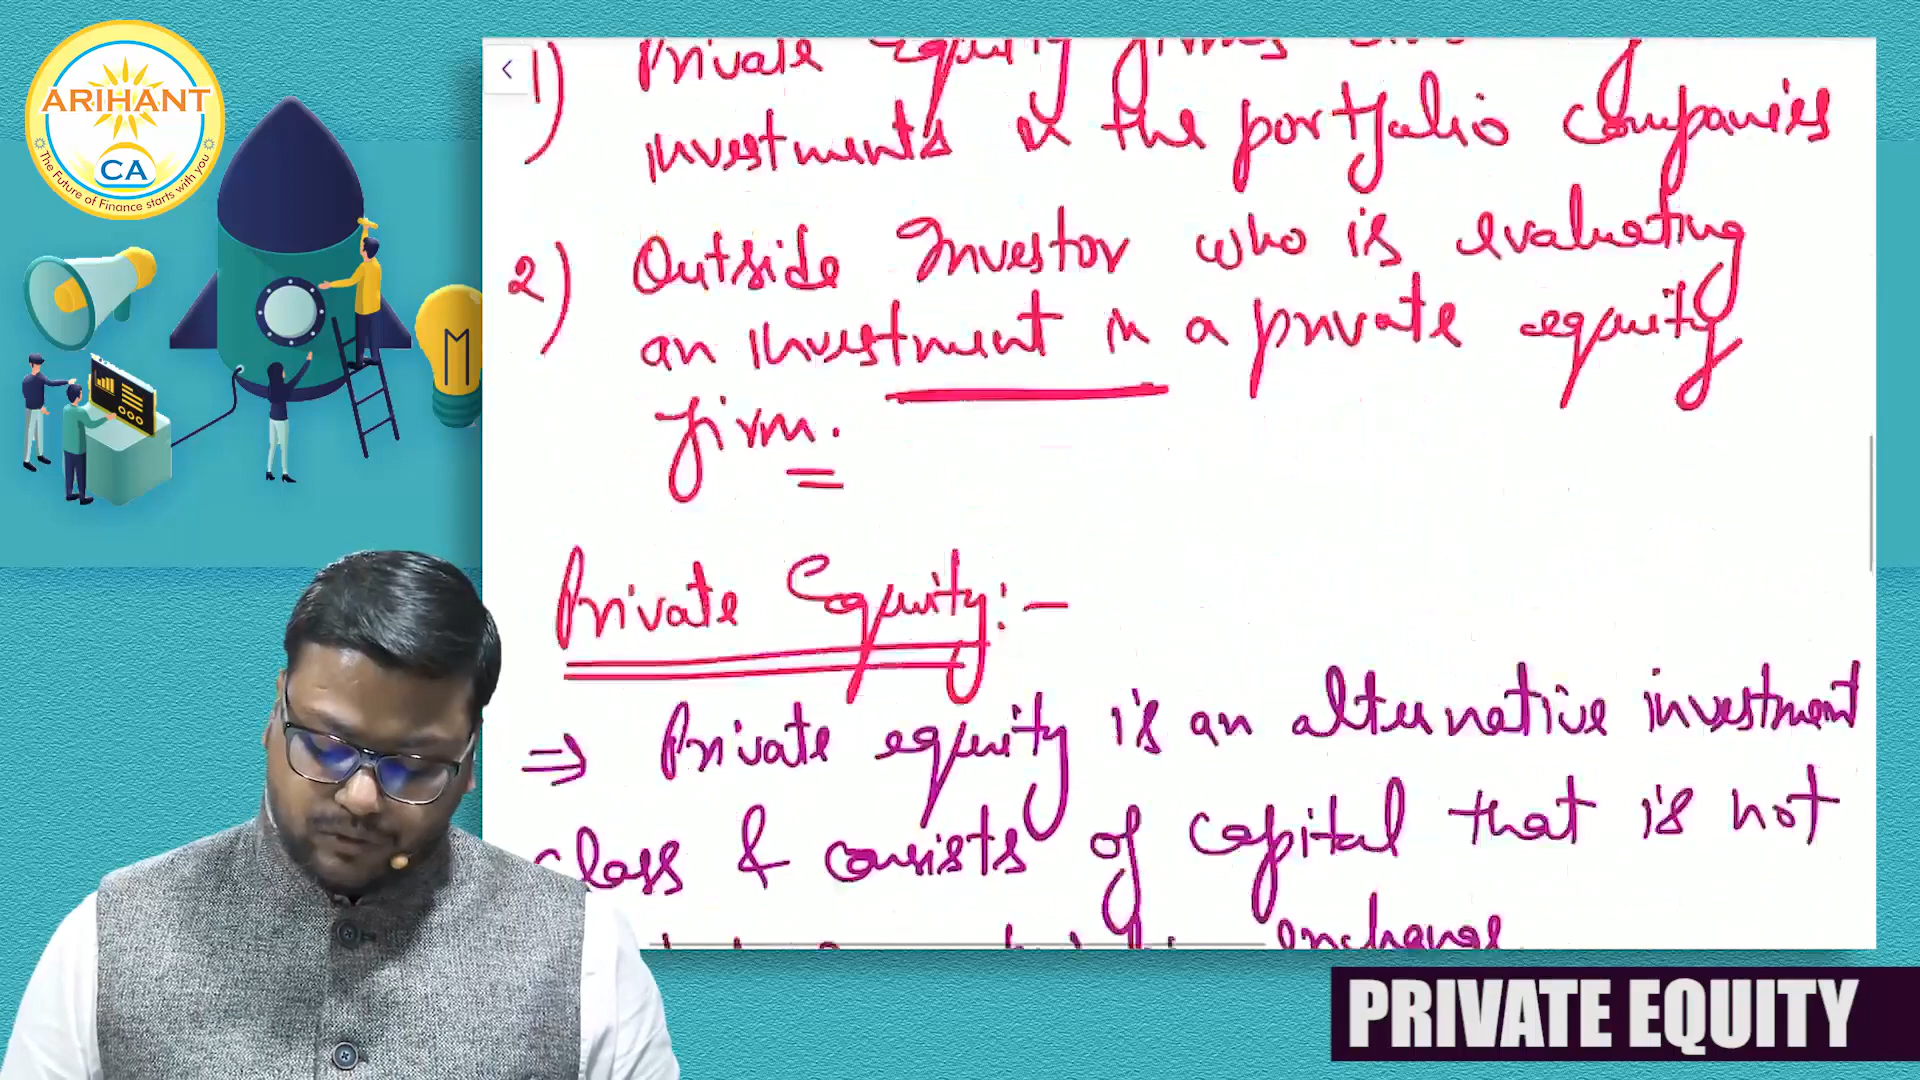 ARIHANT
CA
The Future of Finance starts with you
1) Private equity firms
investments in the portfolio companies
2) Outside Investor who is evaluating
an investment in a private equity
firm.
Private Equity:-
⇒ Private equity is an alternative investment
class & consists of capital that is not
exchange
PRIVATE EQUITY